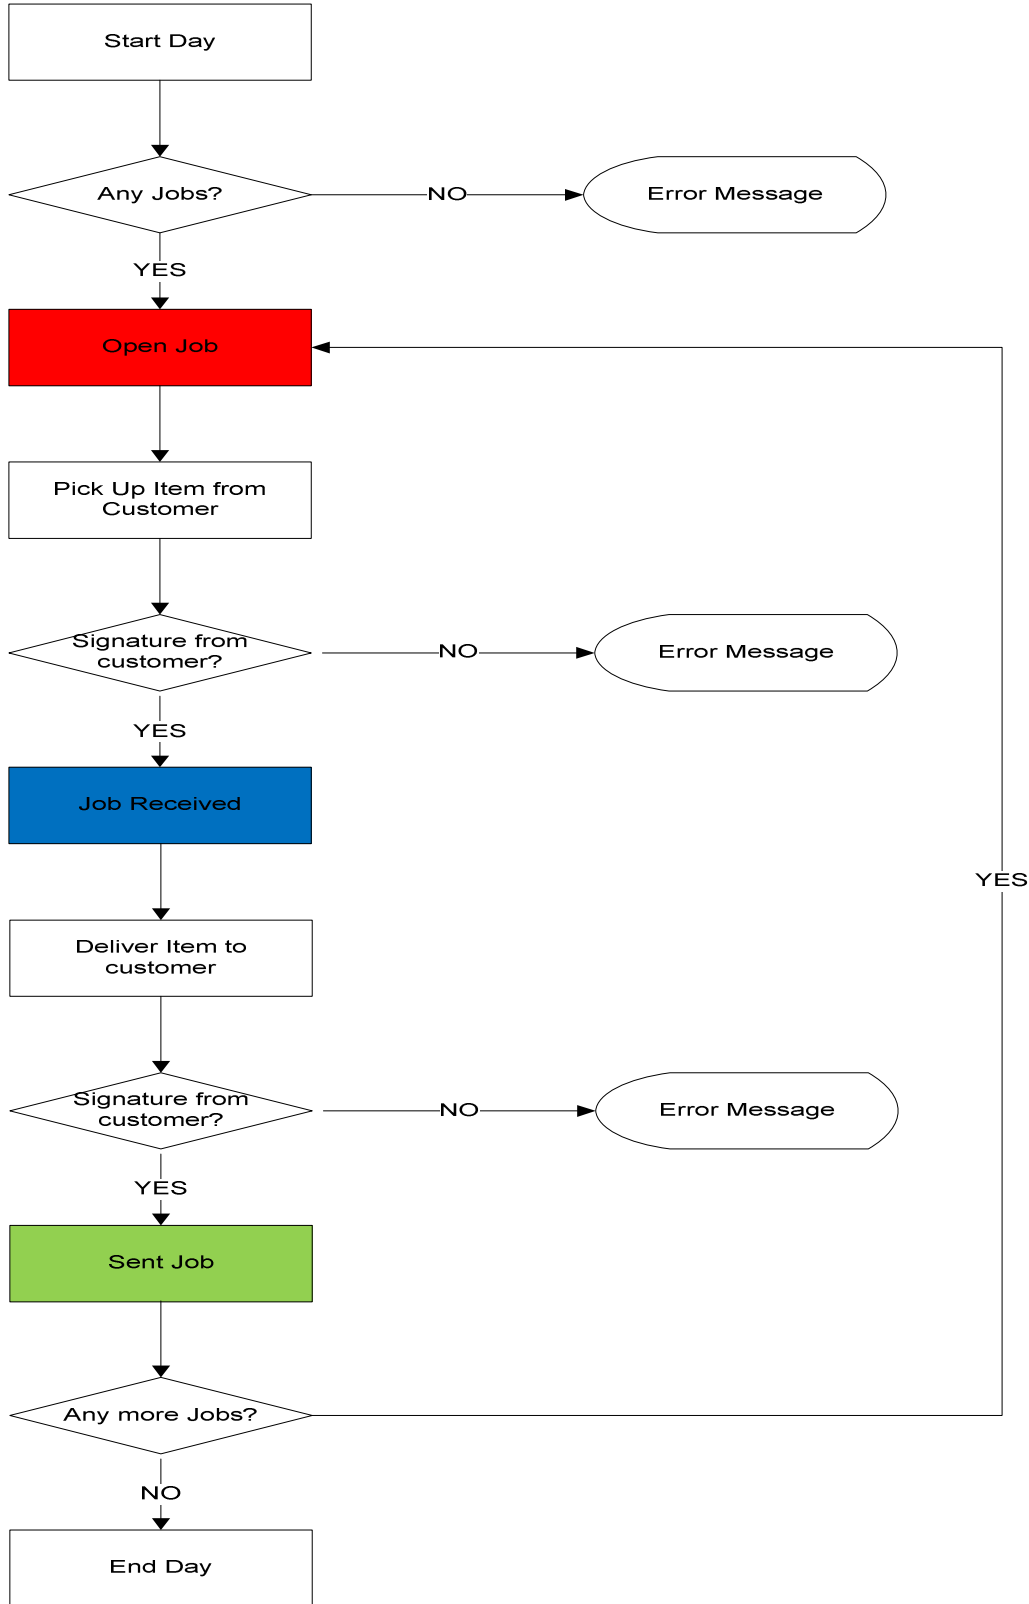 Start Day
Any Jobs?
NO
Error Message
YES
Open Job
Pick Up Item from
Customer
Signature from
customer?
NO
Error Message
YES
Job Received
YES
Deliver Item to
customer
Signature from
customer?
NO
Error Message
YES
Sent Job
Any more Jobs?
NO
End Day